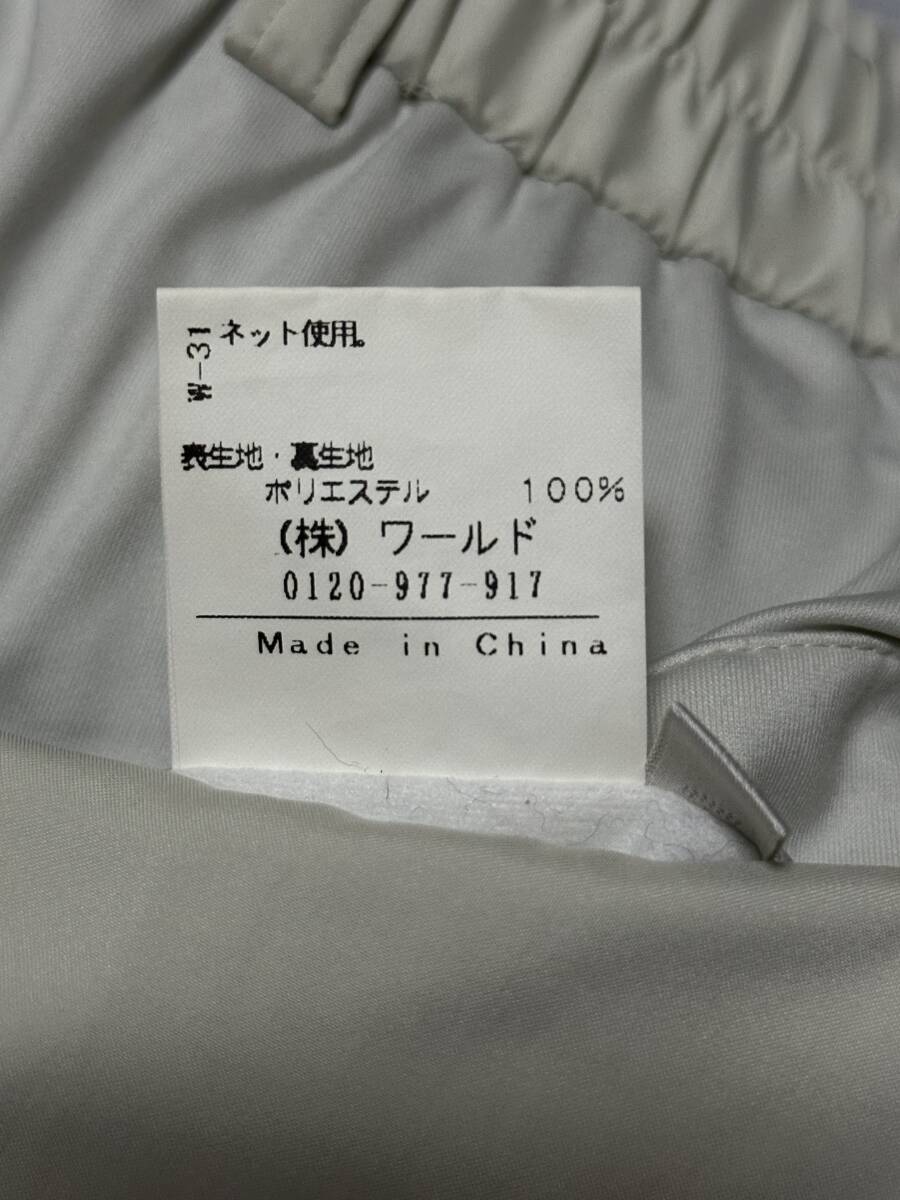 W-31
ネット使用。
表生地・裏生地
ポリエステル 100%
(株) ワールド
0120-977-917
Made in China